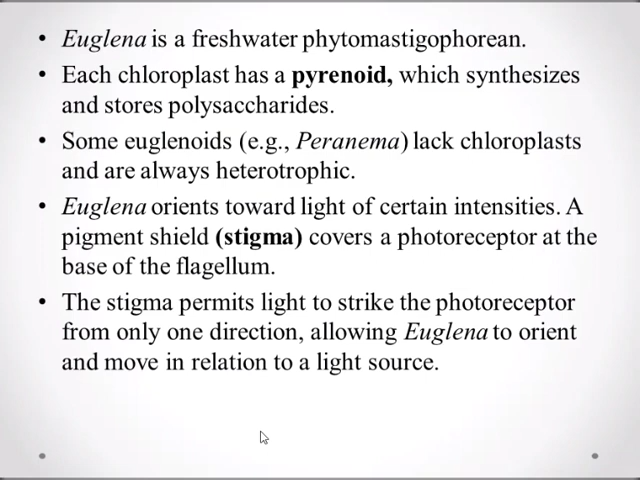 • Euglena is a freshwater phytomastigophorean.
• Each chloroplast has a pyrenoid, which synthesizes
and stores polysaccharides.
• Some euglenoids (e.g., Peranema) lack chloroplasts
and are always heterotrophic.
• Euglena orients toward light of certain intensities. A
pigment shield (stigma) covers a photoreceptor at the
base of the flagellum.
• The stigma permits light to strike the photoreceptor
from only one direction, allowing Euglena to orient
and move in relation to a light source.